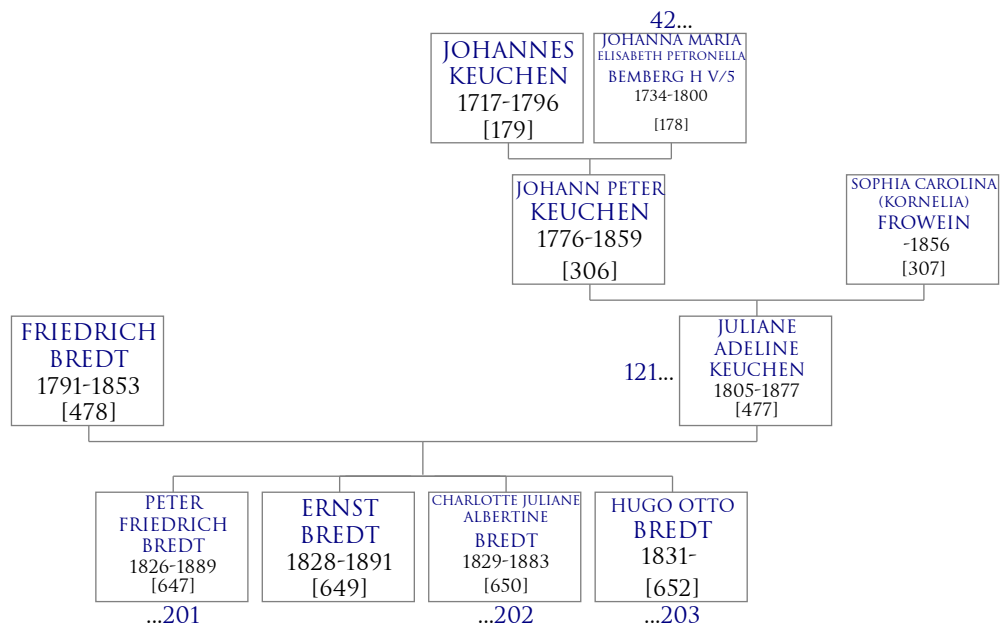 42...
JOHANNES
KEUCHEN
1717-1796
[179]
JOHANNA MARIA
ELISABETH PETRONELLA
BEMBERG H V/5
1734-1800
[178]
JOHANN PETER
KEUCHEN
1776-1859
[306]
SOPHIA CAROLINA
(KORNELIA)
FROWEIN
-1856
[307]
FRIEDRICH
BREDT
1791-1853
[478]
121...
JULIANE
ADELINE
KEUCHEN
1805-1877
[477]
PETER
FRIEDRICH
BREDT
1826-1889
[647]
...201
ERNST
BREDT
1828-1891
[649]
CHARLOTTE JULIANE
ALBERTINE
BREDT
1829-1883
[650]
...202
HUGO OTTO
BREDT
1831-
[652]
...203